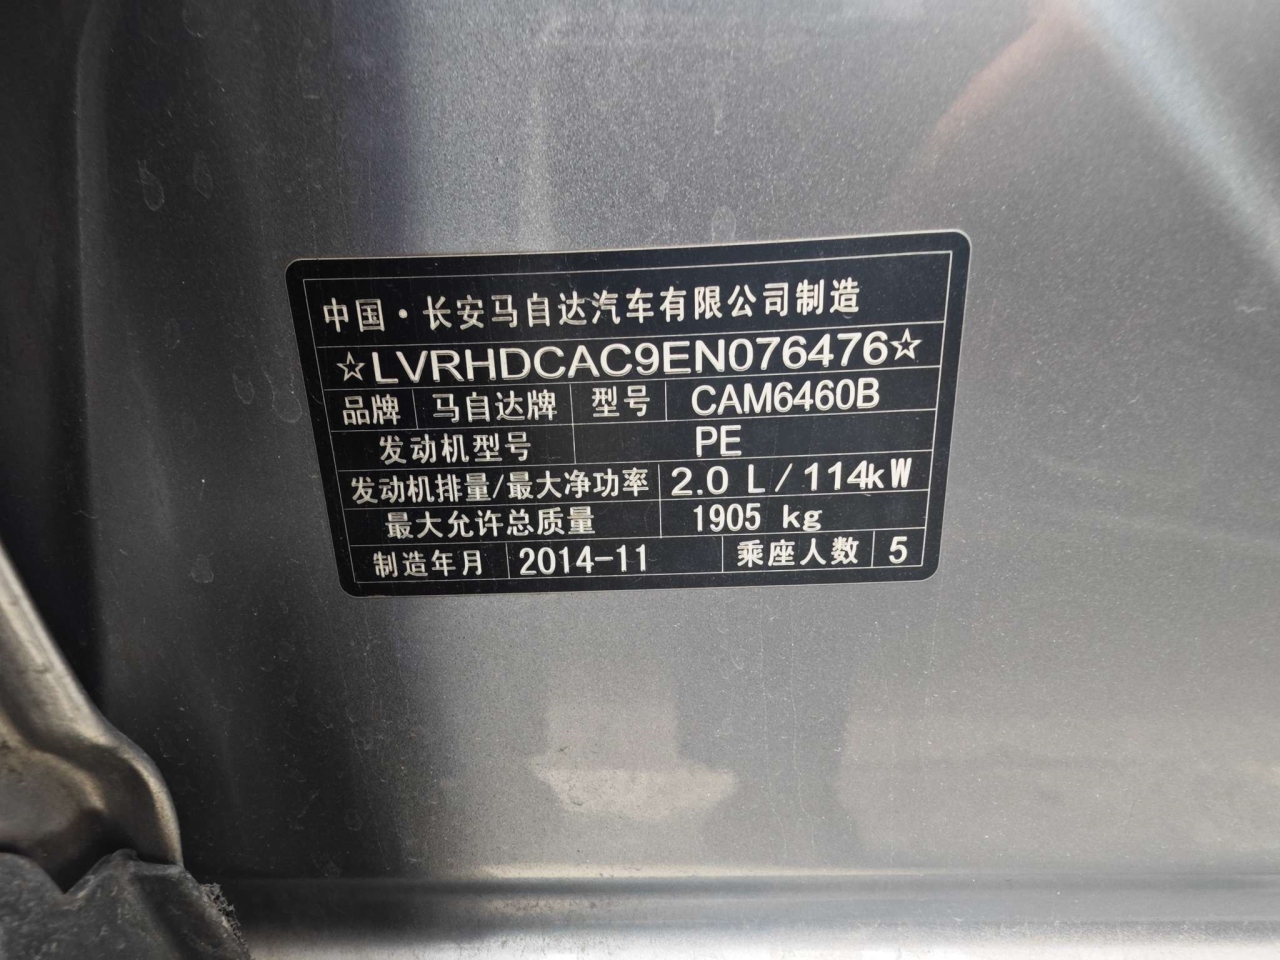 中国·长安马自达汽车有限公司制造
☆LVRHDCAC9EN076476☆
品牌 马自达牌 型号 CAM6460B
发动机型号 PE
发动机排量/最大净功率 2.0 L/114kW
最大允许总质量 1905 kg
制造年月 2014-11 乘座人数 5